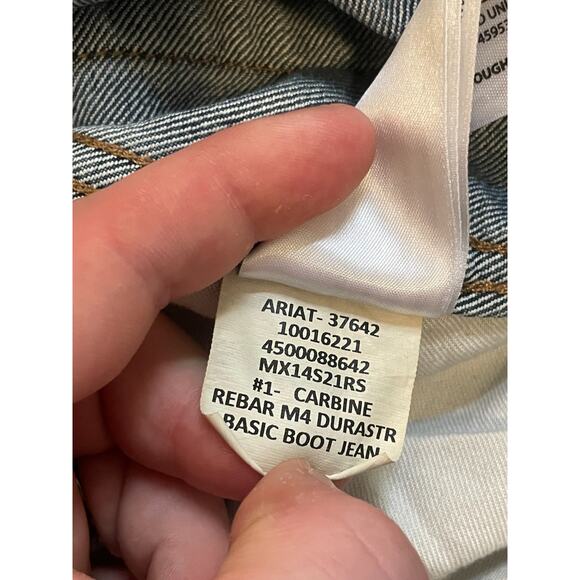 ARIAT- 37642
10016221
4500088642
MX14S21RS
#1- CARBINE
REBAR M4 DURASTR
BASIC BOOT JEAN